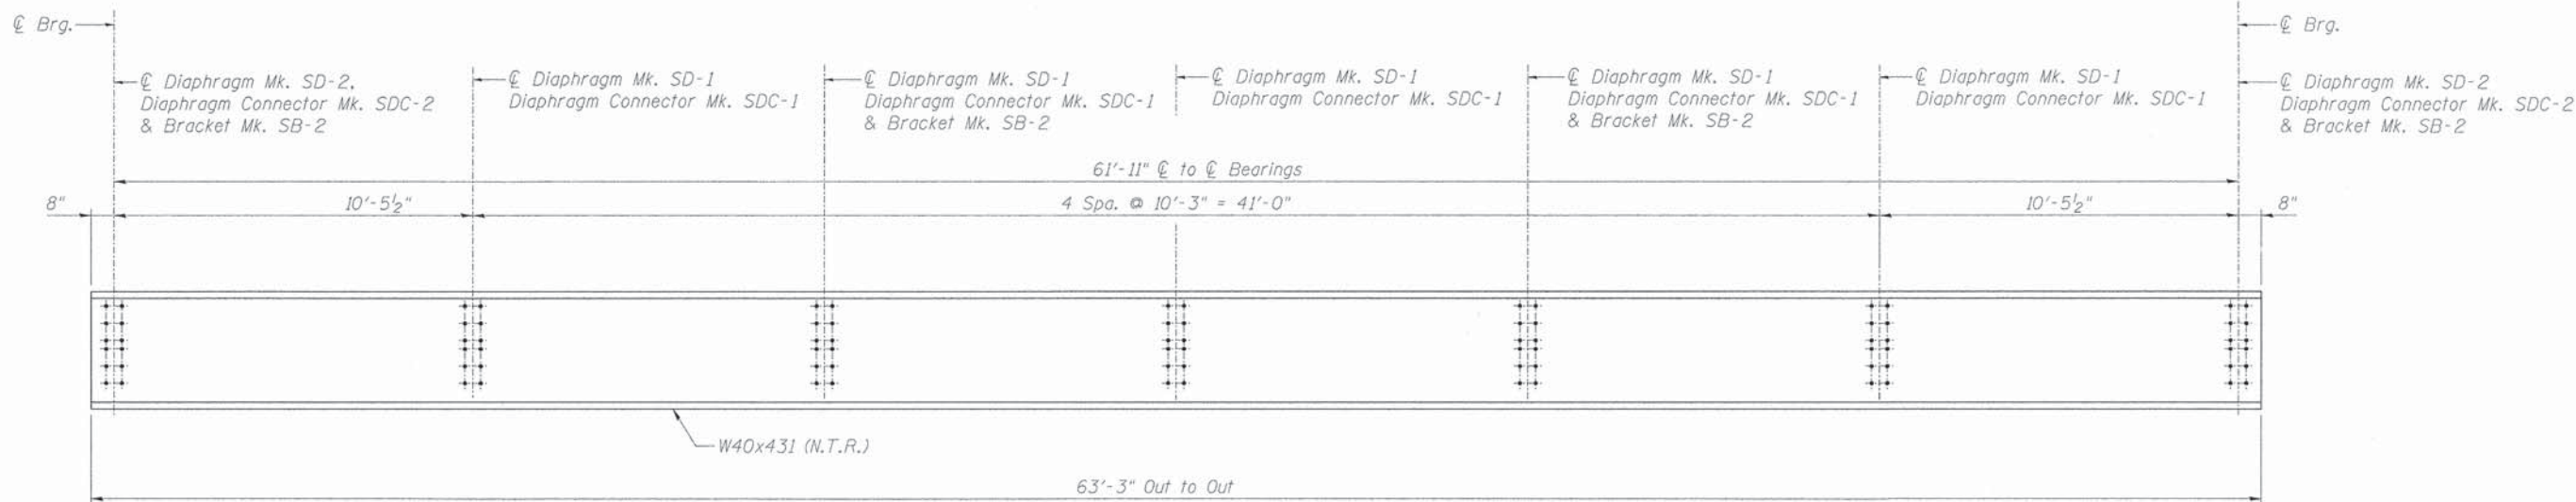 ℄ Brg.
℄ Brg.
℄ Diaphragm Mk. SD-2,
Diaphragm Connector Mk. SDC-2
& Bracket Mk. SB-2
℄ Diaphragm Mk. SD-1
Diaphragm Connector Mk. SDC-1
℄ Diaphragm Mk. SD-1
Diaphragm Connector Mk. SDC-1
& Bracket Mk. SB-2
℄ Diaphragm Mk. SD-1
Diaphragm Connector Mk. SDC-1
℄ Diaphragm Mk. SD-1
Diaphragm Connector Mk. SDC-1
& Bracket Mk. SB-2
℄ Diaphragm Mk. SD-1
Diaphragm Connector Mk. SDC-1
℄ Diaphragm Mk. SD-2
Diaphragm Connector Mk. SDC-2
& Bracket Mk. SB-2
61'-11" ℄ to ℄ Bearings
8"
10'-5½"
4 Spa. @ 10'-3" = 41'-0"
10'-5½"
8"
W40x431 (N.T.R.)
63'-3" Out to Out